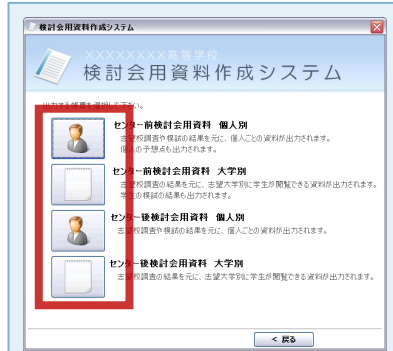 検討会用資料作成システム
XXXXXXXX高等学校
検討会用資料作成システム
出力する帳票を選択して下さい。
センター前検討会用資料 個人別
志望校調査や模試の結果を元に、個人ごとの資料が出力されます。
個人の予想点も出力されます。
センター前検討会用資料 大学別
志望校調査の結果を元に、志望大学別に学生が閲覧できる資料が出力されます。
学生の模試の結果も出力されます。
センター後検討会用資料 個人別
志望校調査や模試の結果を元に、個人ごとの資料が出力されます。
センター後検討会用資料 大学別
志望校調査の結果を元に、志望大学別に学生が閲覧できる資料が出力されます。
< 戻る